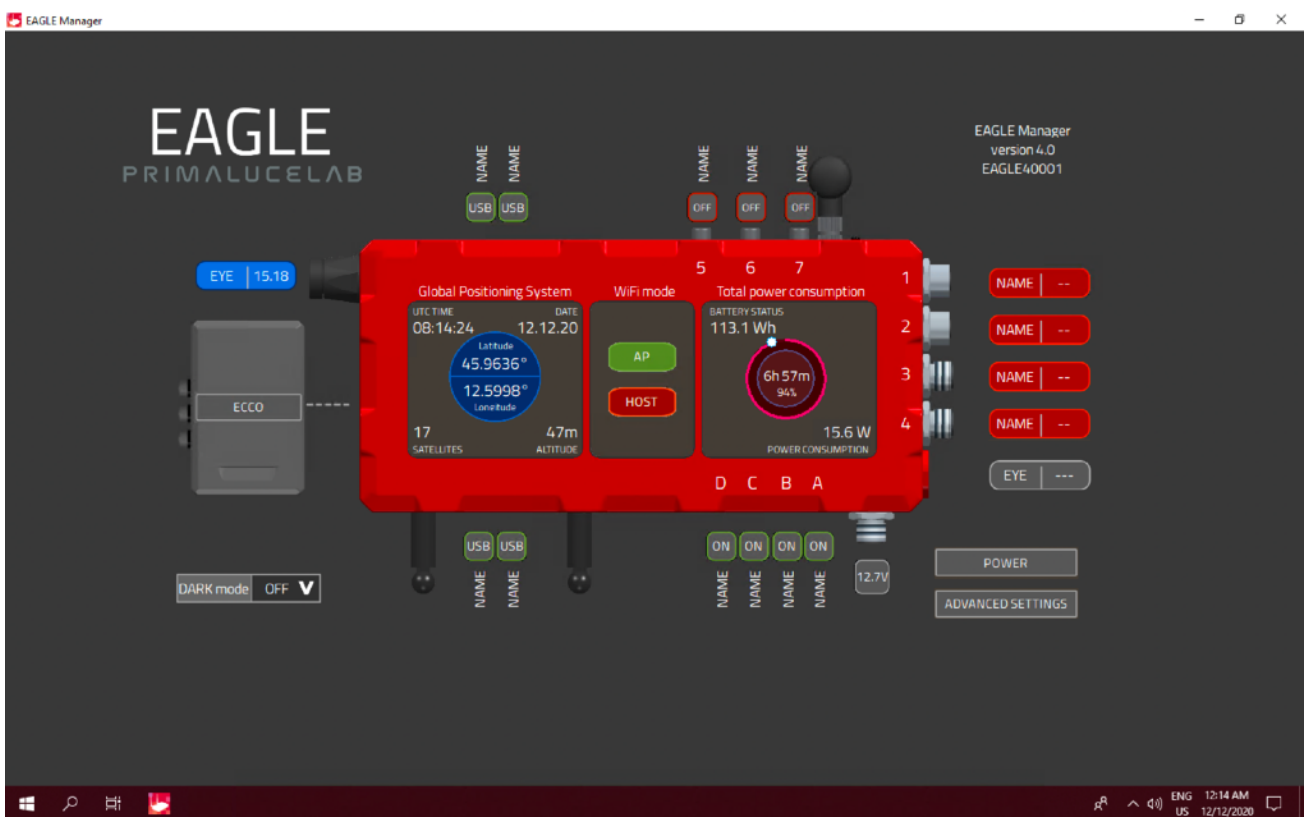 EAGLE Manager
EAGLE
PRIMALUCELAB
EAGLE Manager
version 4.0
EAGLE40001
NAME NAME
USB USB
NAME NAME NAME
OFF OFF OFF
5 6 7
EYE 15.18
ECCO
Global Positioning System
UTC TIME DATE
08:14:24 12.12.20
Latitude
45.9636°
12.5998°
Longitude
17 47m
SATELLITES ALTITUDE
WiFi mode
AP
HOST
Total power consumption
BATTERY STATUS
113.1 Wh
6h 57m
94%
15.6 W
POWER CONSUMPTION
D C B A
1
NAME --
2
NAME --
3
NAME --
4
NAME --
EYE ---
USB USB
NAME NAME
ON ON ON ON
NAME NAME NAME NAME
12.7V
DARK mode OFF
POWER
ADVANCED SETTINGS
ENG 12:14 AM
US 12/12/2020